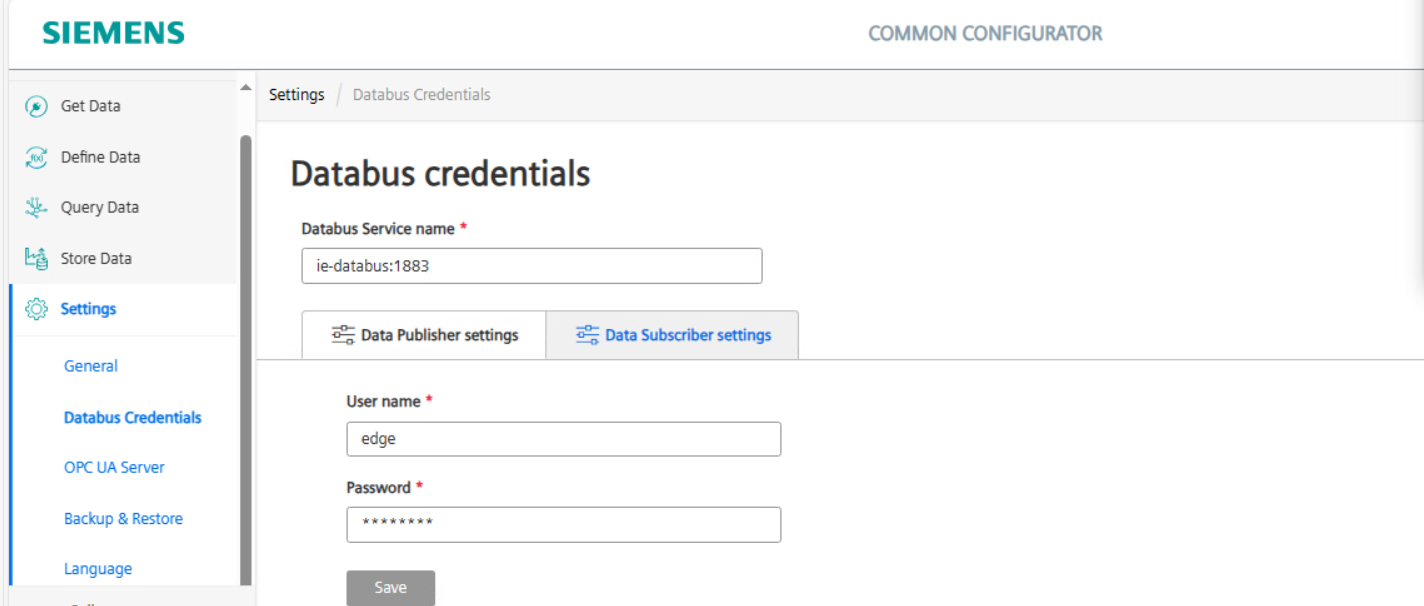 SIEMENS
COMMON CONFIGURATOR
Get Data
Define Data
Query Data
Store Data
Settings
General
Databus Credentials
OPC UA Server
Backup & Restore
Language
Settings / Databus Credentials
Databus credentials
Databus Service name *
ie-databus:1883
Data Publisher settings
Data Subscriber settings
User name *
edge
Password *
********
Save